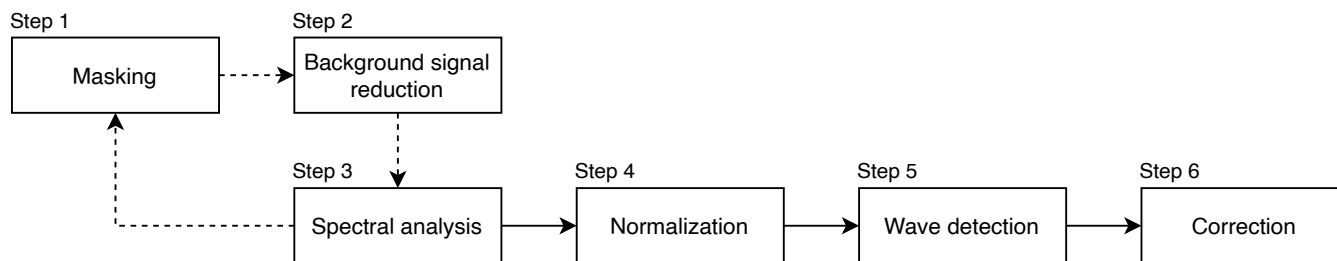 Step 1
Masking
Step 2
Background signal
reduction
Step 3
Spectral analysis
Step 4
Normalization
Step 5
Wave detection
Step 6
Correction